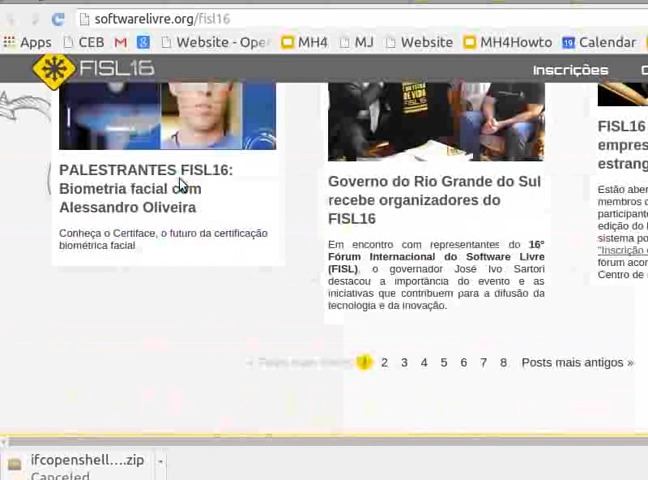 softwarelivre.org/fisl16
Apps CEB Website - Ope MH4 MJ Website MH4Howto 19 Calendar
FISL16 Inscrições
PALESTRANTES FISL16:
Biometria facial com
Alessandro Oliveira
Conheça o Certiface, o futuro da certificação
biométrica facial
Governo do Rio Grande do Sul
recebe organizadores do
FISL16
Em encontro com representantes do 16º
Fórum Internacional do Software Livre
(FISL), o governador José Ivo Sartori
destacou a importância do evento e as
iniciativas que contribuem para a difusão da
tecnologia e da inovação.
FISL16
empres
estrang
Estão aber
membros d
participante
edição do
sistema po
"Inscrição
fórum acor
Centro de
1 2 3 4 5 6 7 8 Posts mais antigos »
ifcopenshell....zip
Canceled